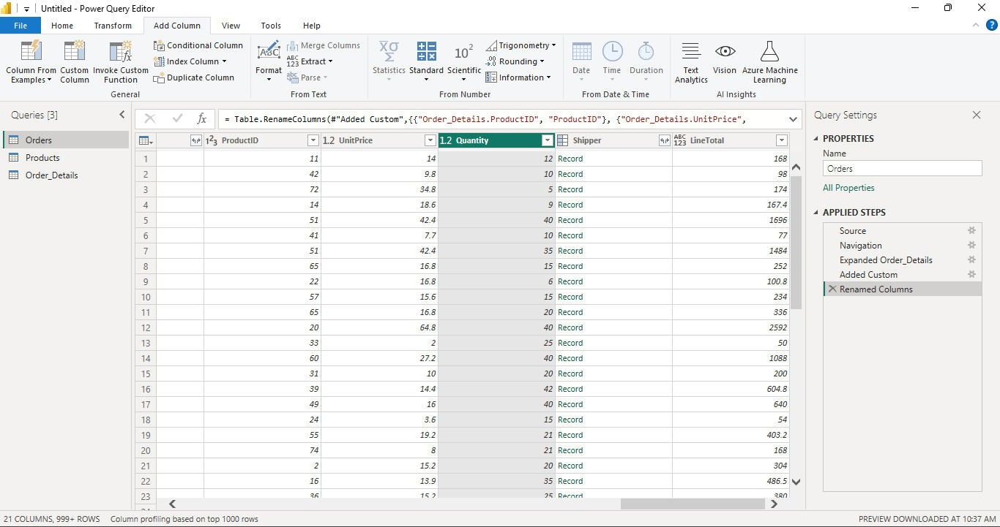 Untitled - Power Query Editor
File Home Transform Add Column View Tools Help
Column From Examples
Custom Column
Invoke Custom Function
Conditional Column
Index Column
Duplicate Column
General
Format
Merge Columns
ABC 123 Extract
abc Parse
From Text
Statistics
Standard
10² Scientific
Trigonometry
.00 Rounding
Information
From Number
Date
Time
Duration
From Date & Time
Text Analytics
Vision
Azure Machine Learning
AI Insights
Queries [3]
Orders
Products
Order_Details
fx = Table.RenameColumns(#"Added Custom",{{"Order_Details.ProductID", "ProductID"}, {"Order_Details.UnitPrice",
1²3 ProductID 1.2 UnitPrice 1.2 Quantity Shipper ABC 123 LineTotal
1 11 14 12 Record 168
2 42 9.8 10 Record 98
3 72 34.8 5 Record 174
4 14 18.6 9 Record 167.4
5 51 42.4 40 Record 1696
6 41 7.7 10 Record 77
7 51 42.4 35 Record 1484
8 65 16.8 15 Record 252
9 22 16.8 6 Record 100.8
10 57 15.6 15 Record 234
11 65 16.8 20 Record 336
12 20 64.8 40 Record 2592
13 33 2 25 Record 50
14 60 27.2 40 Record 1088
15 31 10 20 Record 200
16 39 14.4 42 Record 604.8
17 49 16 40 Record 640
18 24 3.6 15 Record 54
19 55 19.2 21 Record 403.2
20 74 8 21 Record 168
21 2 15.2 20 Record 304
22 16 13.9 35 Record 486.5
23 36 15.2 25 Record 380
Query Settings
PROPERTIES
Name
Orders
All Properties
APPLIED STEPS
Source
Navigation
Expanded Order_Details
Added Custom
Renamed Columns
21 COLUMNS, 999+ ROWS Column profiling based on top 1000 rows
PREVIEW DOWNLOADED AT 10:37 AM